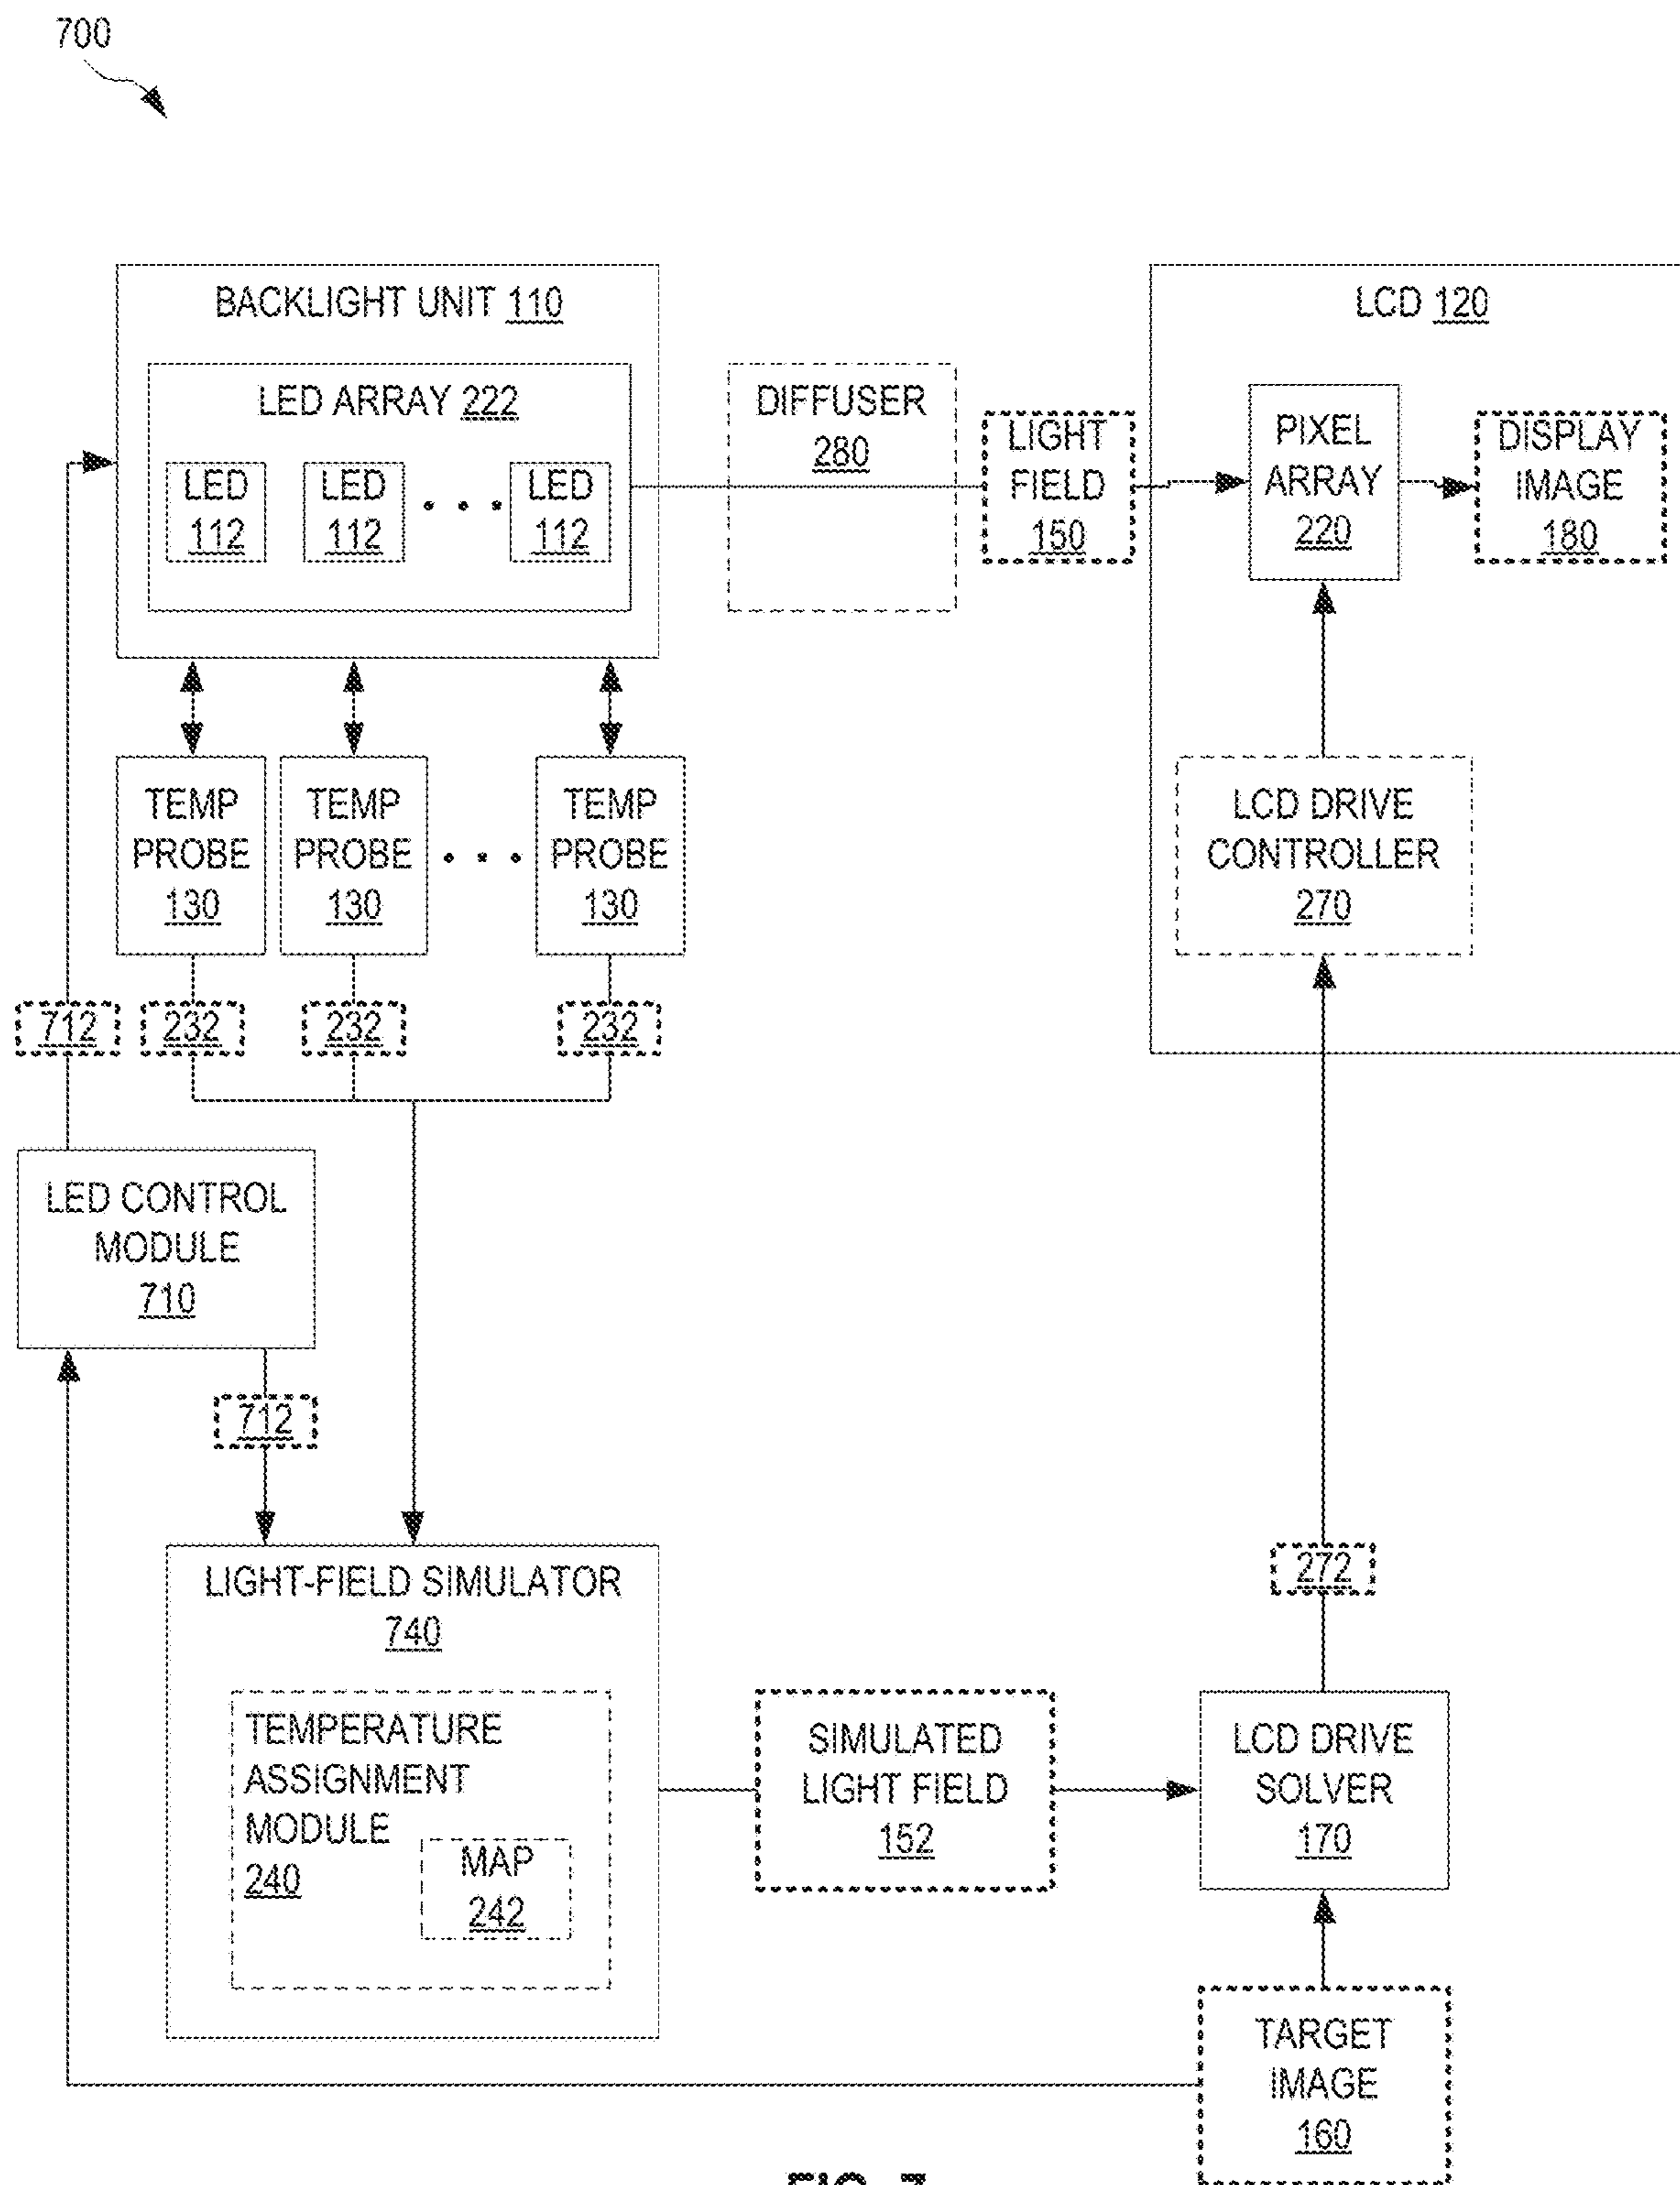 700
BACKLIGHT UNIT 110
LED ARRAY 222
LED
112
LED
112
. . .
LED
112
DIFFUSER
280
LIGHT
FIELD
150
LCD 120
PIXEL
ARRAY
220
DISPLAY
IMAGE
180
TEMP
PROBE
130
TEMP
PROBE
130
. . .
TEMP
PROBE
130
LCD DRIVE
CONTROLLER
270
712
232
232
232
LED CONTROL
MODULE
710
712
LIGHT-FIELD SIMULATOR
740
TEMPERATURE
ASSIGNMENT
MODULE
240
MAP
242
SIMULATED
LIGHT FIELD
152
272
LCD DRIVE
SOLVER
170
TARGET
IMAGE
160